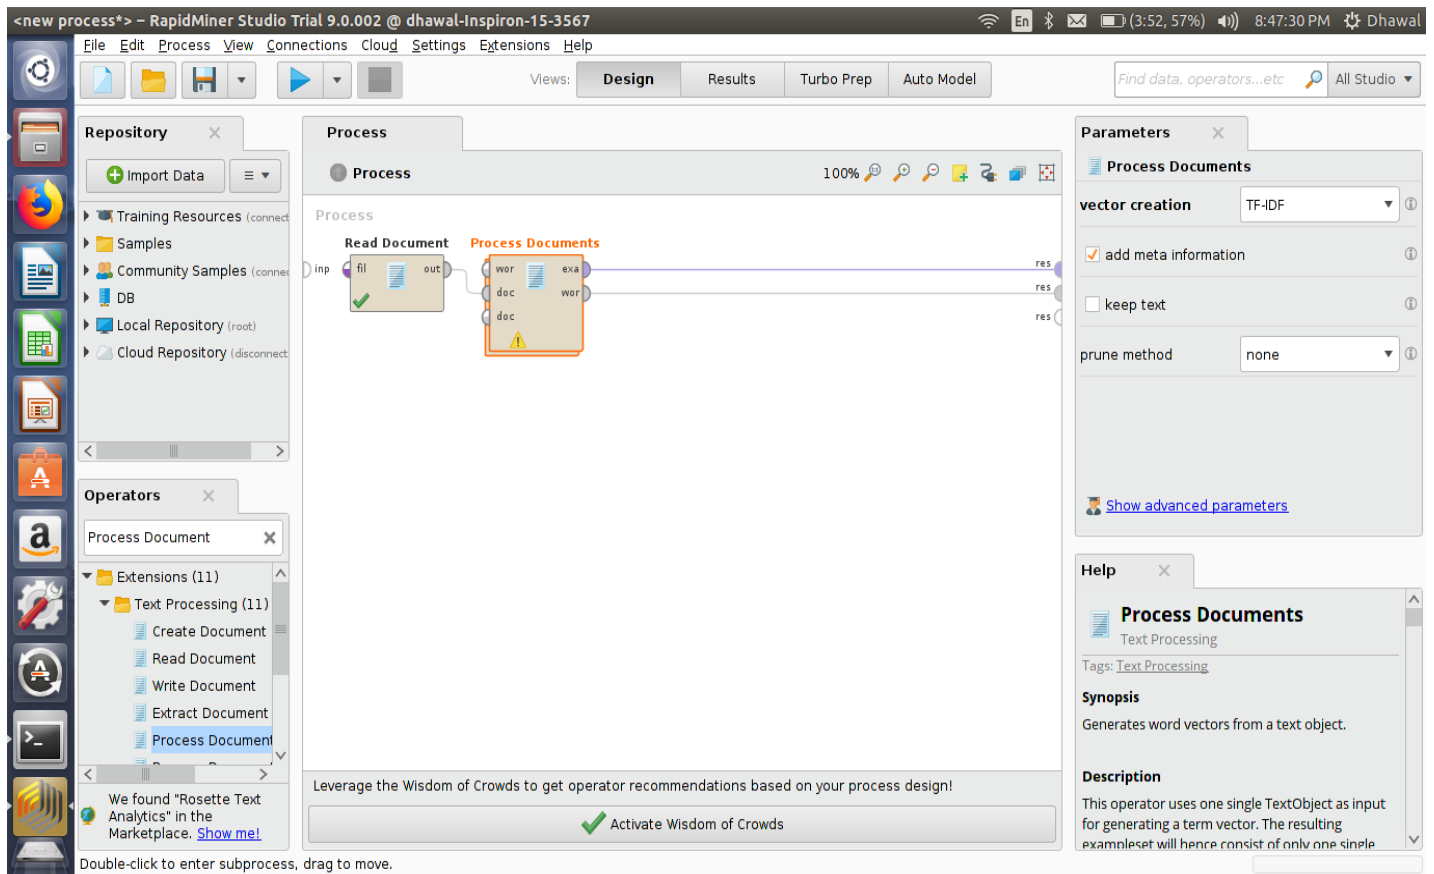 <new process*> – RapidMiner Studio Trial 9.0.002 @ dhawal-Inspiron-15-3567
En (3:52, 57%) 8:47:30 PM Dhawal
File Edit Process View Connections Cloud Settings Extensions Help
Views: Design Results Turbo Prep Auto Model
Find data, operators...etc All Studio
Repository
Import Data
Training Resources (connect
Samples
Community Samples (connec
DB
Local Repository (root)
Cloud Repository (disconnect
Operators
Process Document
Extensions (11)
Text Processing (11)
Create Document
Read Document
Write Document
Extract Document
Process Document
We found "Rosette Text
Analytics" in the
Marketplace. Show me!
Process
Process
100%
Process
Read Document
Process Documents
inp
fil out
wor exa
doc wor
doc
res
res
res
Leverage the Wisdom of Crowds to get operator recommendations based on your process design!
Activate Wisdom of Crowds
Parameters
Process Documents
vector creation TF-IDF
add meta information
keep text
prune method none
Show advanced parameters
Help
Process Documents
Text Processing
Tags: Text Processing
Synopsis
Generates word vectors from a text object.
Description
This operator uses one single TextObject as input
for generating a term vector. The resulting
exampleset will hence consist of only one single
Double-click to enter subprocess, drag to move.